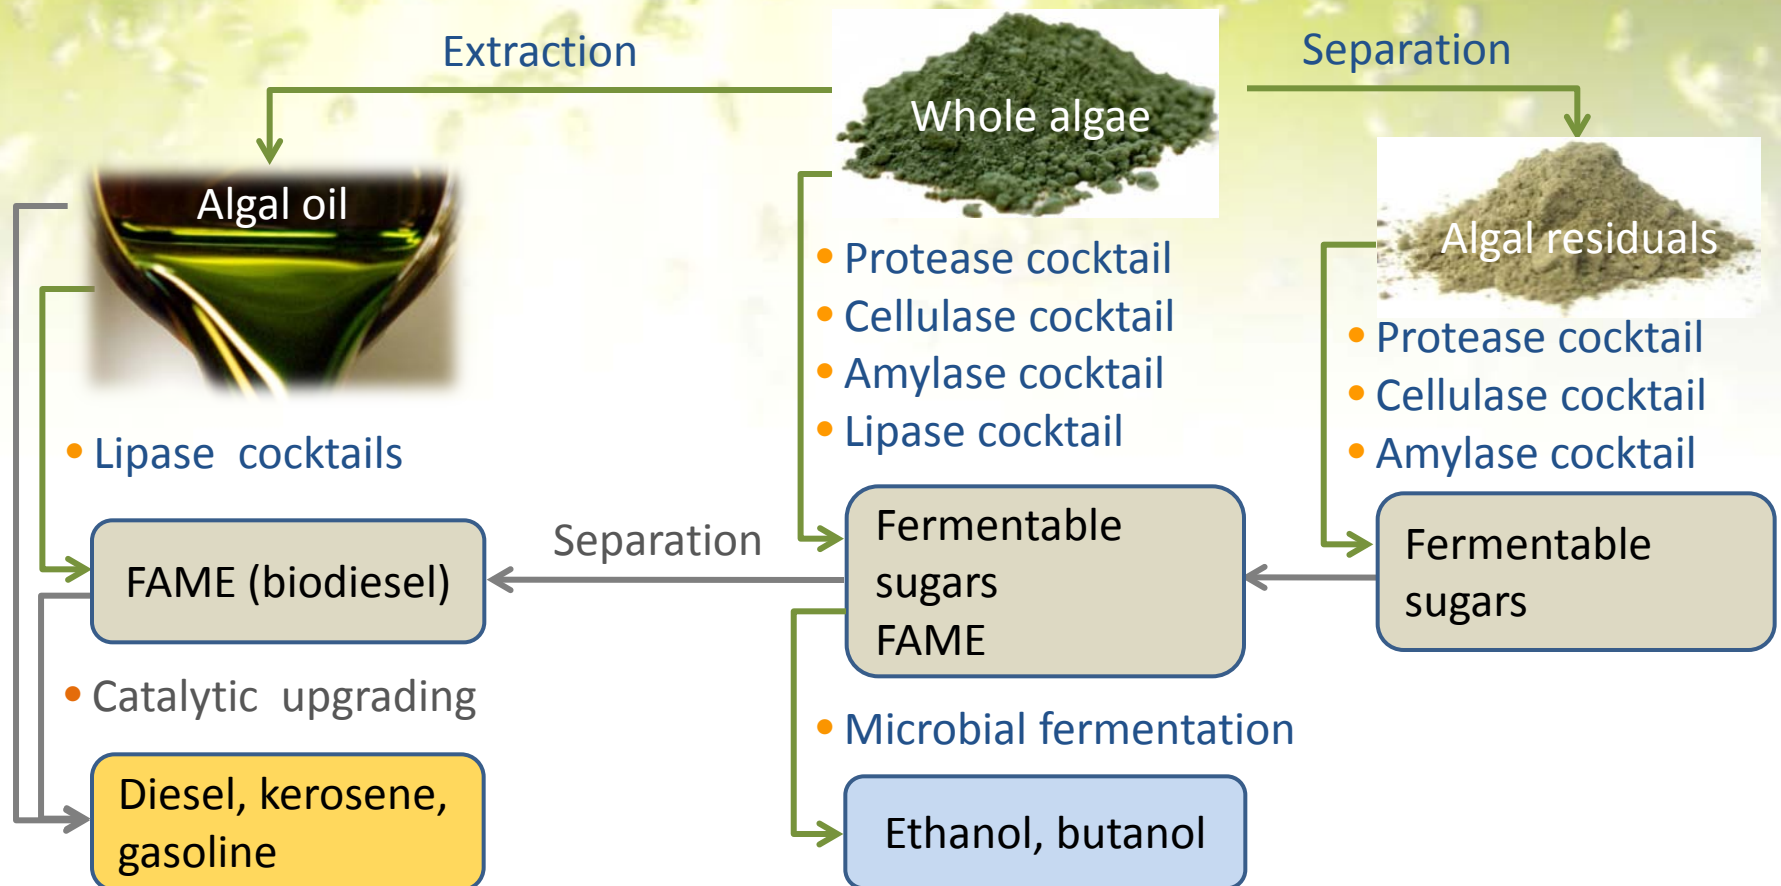 Extraction
Whole algae
Separation
Algal oil
Algal residuals
• Protease cocktail
• Cellulase cocktail
• Amylase cocktail
• Lipase cocktail
• Protease cocktail
• Cellulase cocktail
• Amylase cocktail
• Lipase cocktails
FAME (biodiesel)
Separation
Fermentable
sugars
FAME
Fermentable
sugars
• Catalytic upgrading
• Microbial fermentation
Diesel, kerosene,
gasoline
Ethanol, butanol